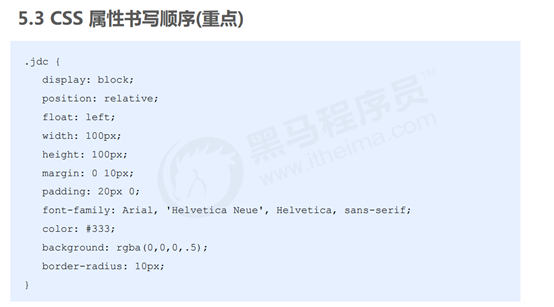 5.3 CSS 属性书写顺序(重点)
.jdc {
display: block;
position: relative;
float: left;
width: 100px;
height: 100px;
margin: 0 10px;
padding: 20px 0;
font-family: Arial, 'Helvetica Neue', Helvetica, sans-serif;
color: #333;
background: rgba(0,0,0,.5);
border-radius: 10px;
}
黑马程序员™
www.itheima.com